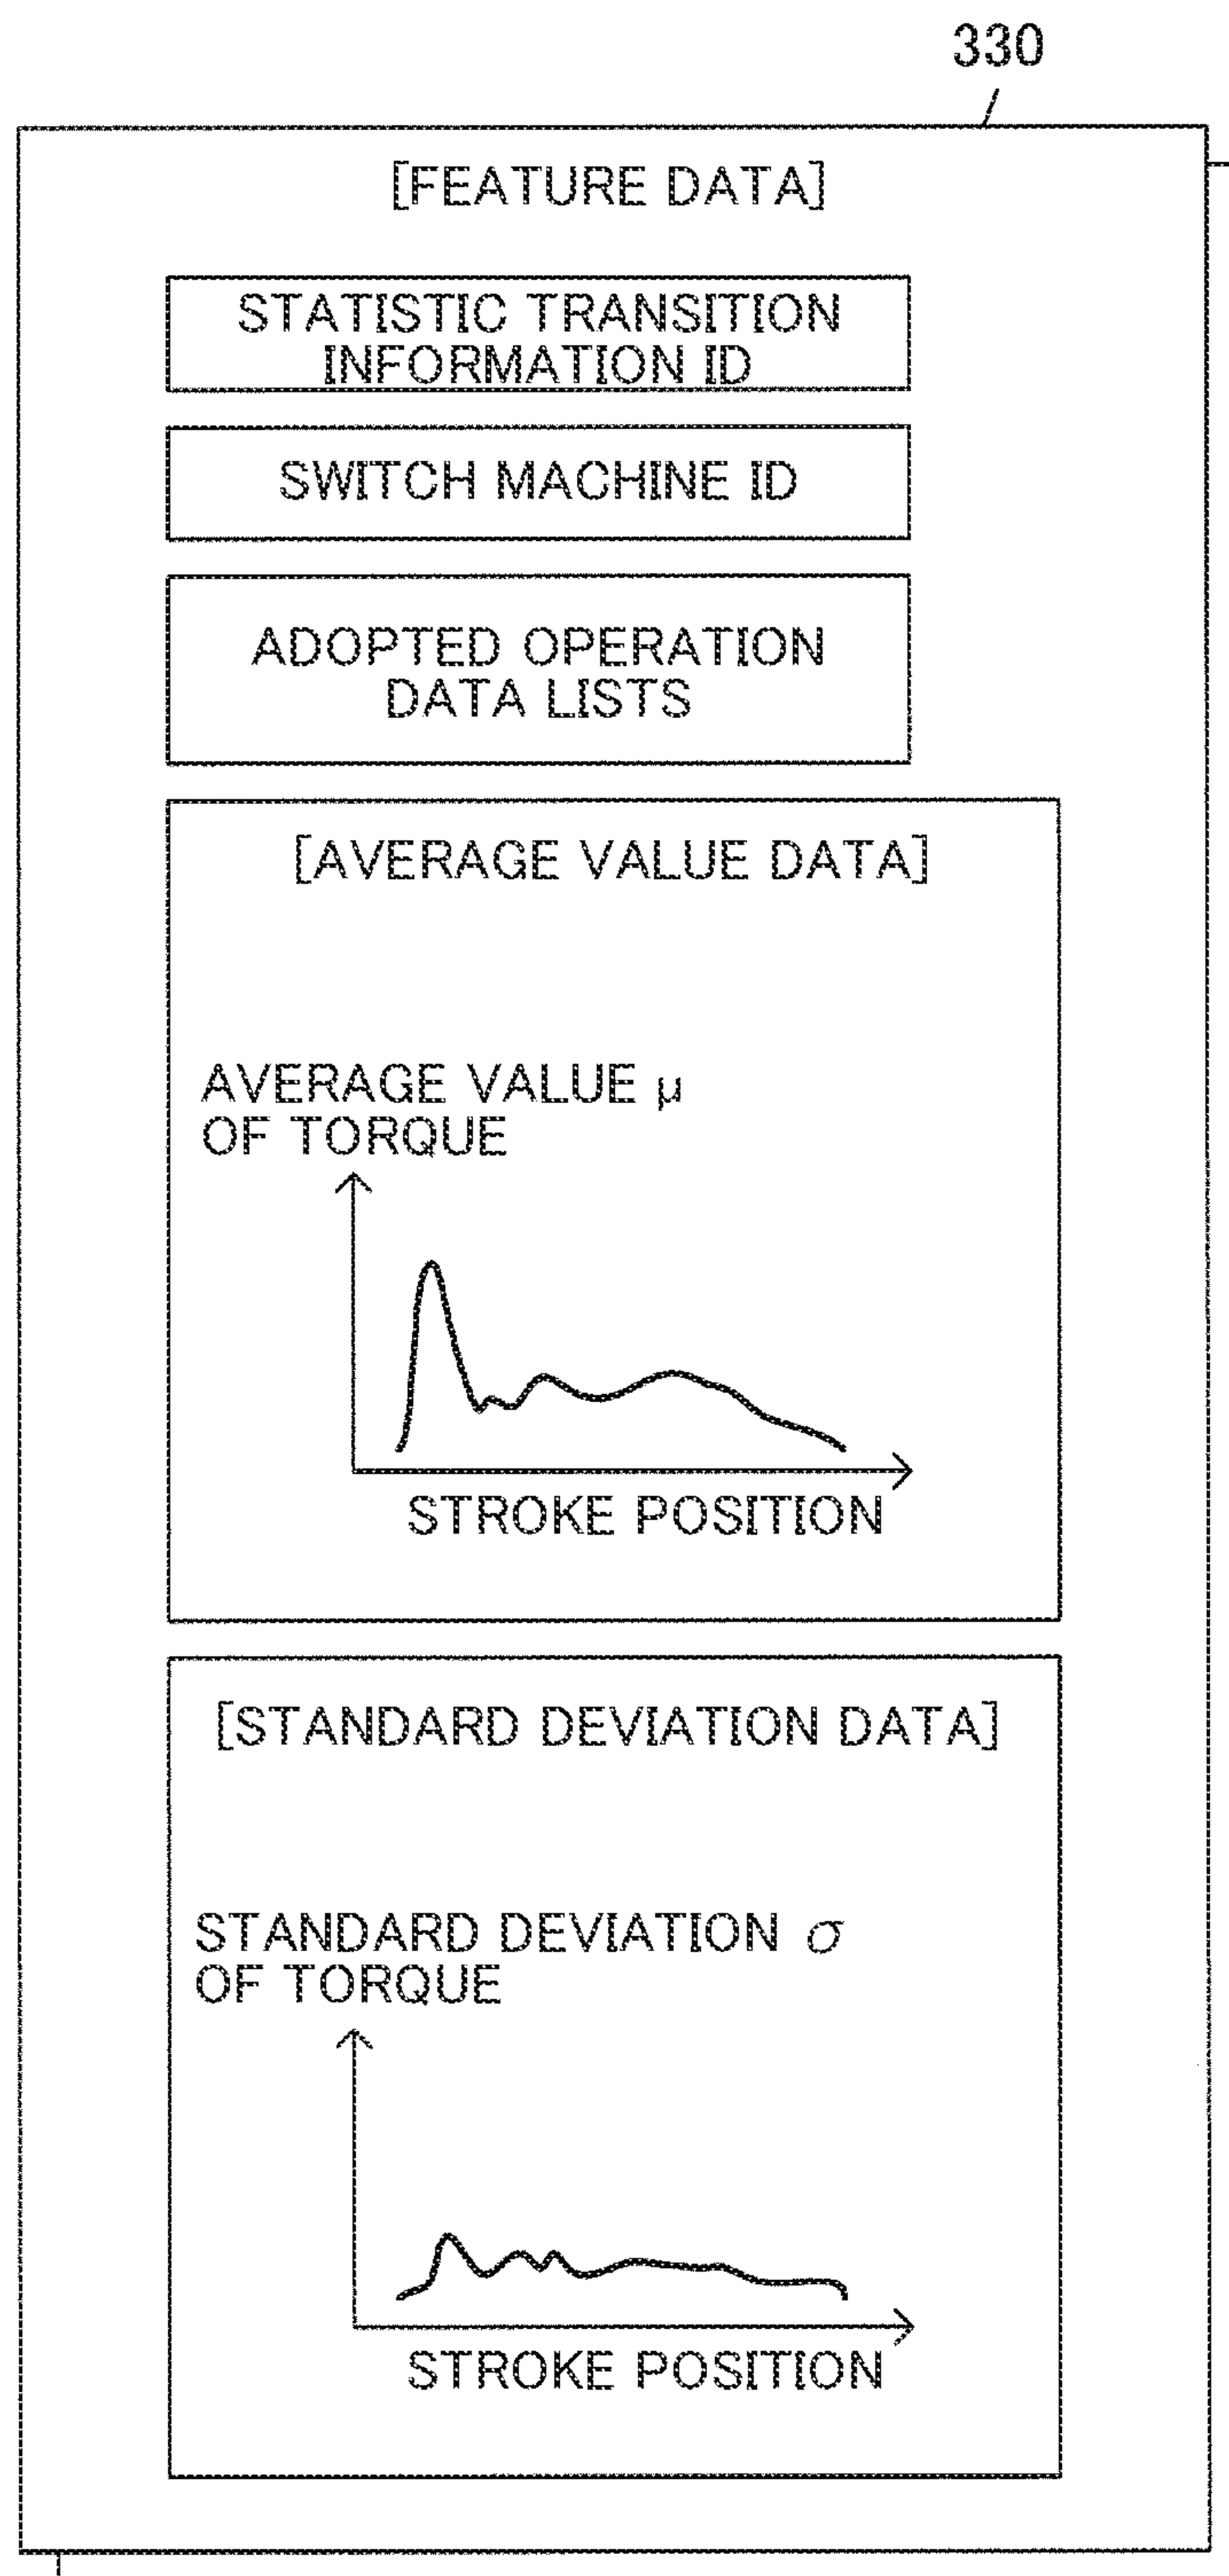 330
[FEATURE DATA]
STATISTIC TRANSITION
INFORMATION ID
SWITCH MACHINE ID
ADOPTED OPERATION
DATA LISTS
[AVERAGE VALUE DATA]
AVERAGE VALUE μ
OF TORQUE
STROKE POSITION
[STANDARD DEVIATION DATA]
STANDARD DEVIATION σ
OF TORQUE
STROKE POSITION